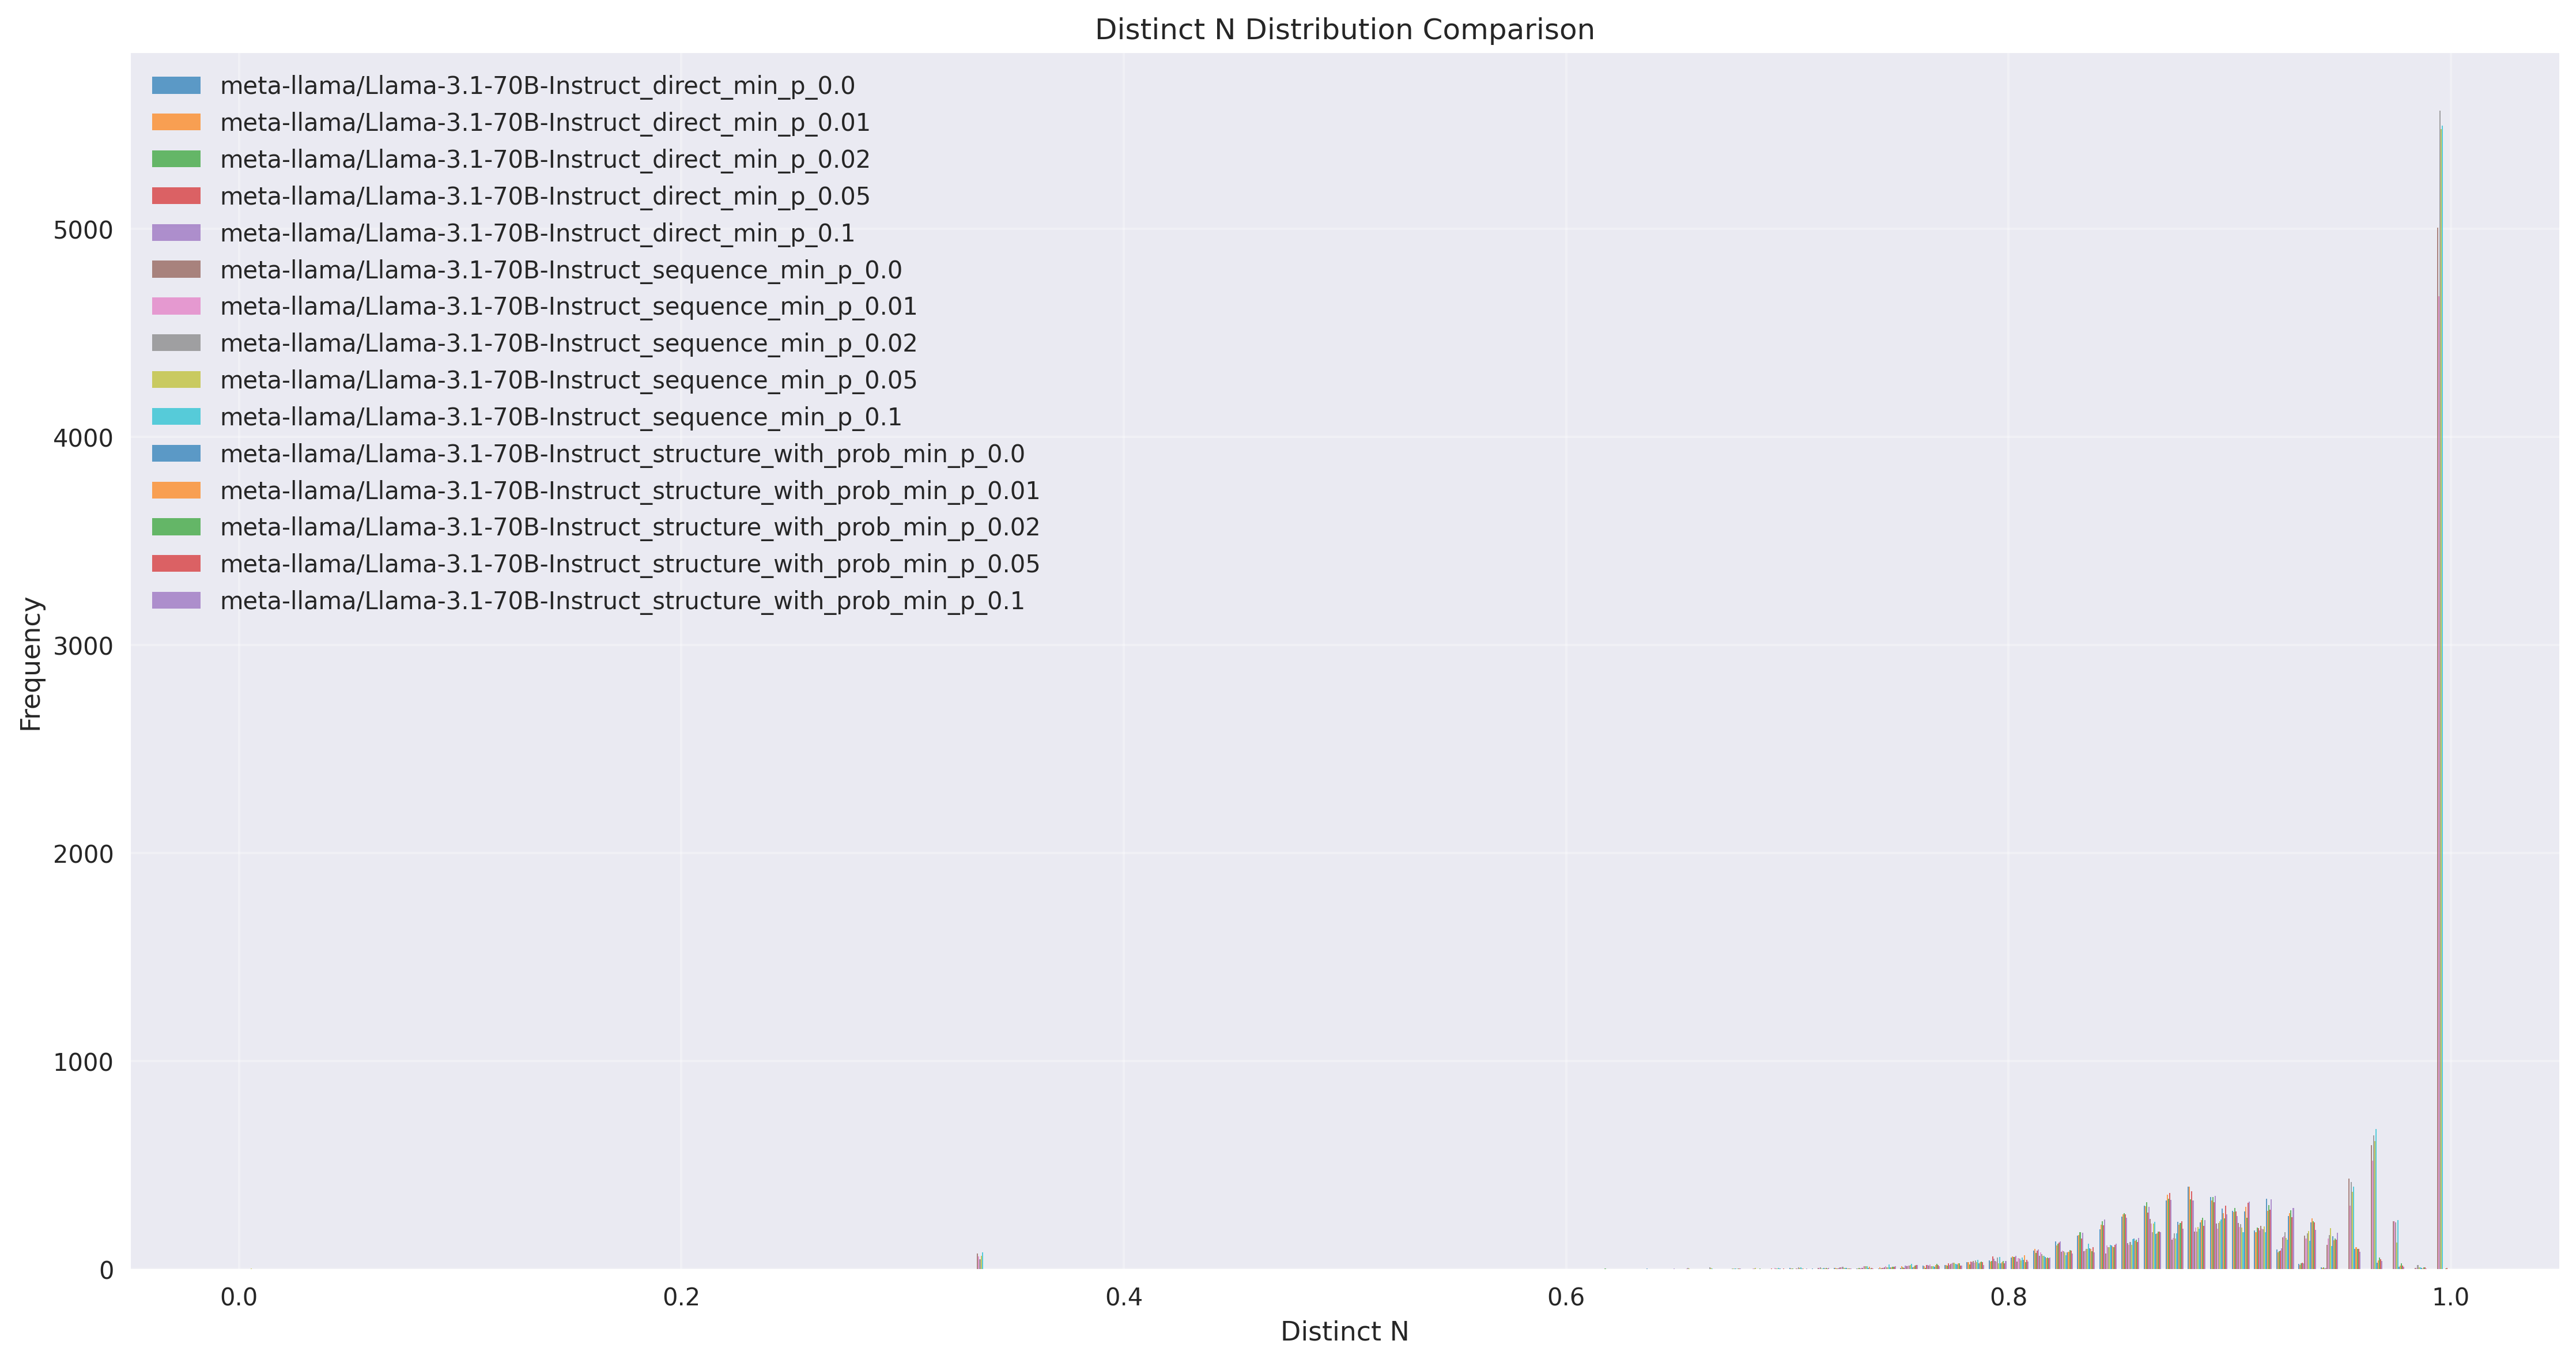 Distinct N Distribution Comparison
meta-llama/Llama-3.1-70B-Instruct_direct_min_p_0.0
meta-llama/Llama-3.1-70B-Instruct_direct_min_p_0.01
meta-llama/Llama-3.1-70B-Instruct_direct_min_p_0.02
meta-llama/Llama-3.1-70B-Instruct_direct_min_p_0.05
meta-llama/Llama-3.1-70B-Instruct_direct_min_p_0.1
meta-llama/Llama-3.1-70B-Instruct_sequence_min_p_0.0
meta-llama/Llama-3.1-70B-Instruct_sequence_min_p_0.01
meta-llama/Llama-3.1-70B-Instruct_sequence_min_p_0.02
meta-llama/Llama-3.1-70B-Instruct_sequence_min_p_0.05
meta-llama/Llama-3.1-70B-Instruct_sequence_min_p_0.1
meta-llama/Llama-3.1-70B-Instruct_structure_with_prob_min_p_0.0
meta-llama/Llama-3.1-70B-Instruct_structure_with_prob_min_p_0.01
meta-llama/Llama-3.1-70B-Instruct_structure_with_prob_min_p_0.02
meta-llama/Llama-3.1-70B-Instruct_structure_with_prob_min_p_0.05
meta-llama/Llama-3.1-70B-Instruct_structure_with_prob_min_p_0.1
Frequency
5000
4000
3000
2000
1000
0
0.0 0.2 0.4 0.6 0.8 1.0
Distinct N